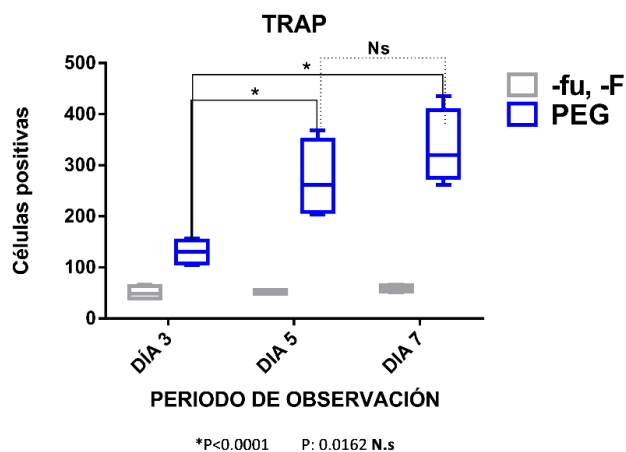 TRAP
Ns
*
*
-fu, -F
PEG
Células positivas
500
400
300
200
100
0
DÍA 3
DIA 5
DIA 7
PERIODO DE OBSERVACIÓN
*P<0.0001 P: 0.0162 N.s